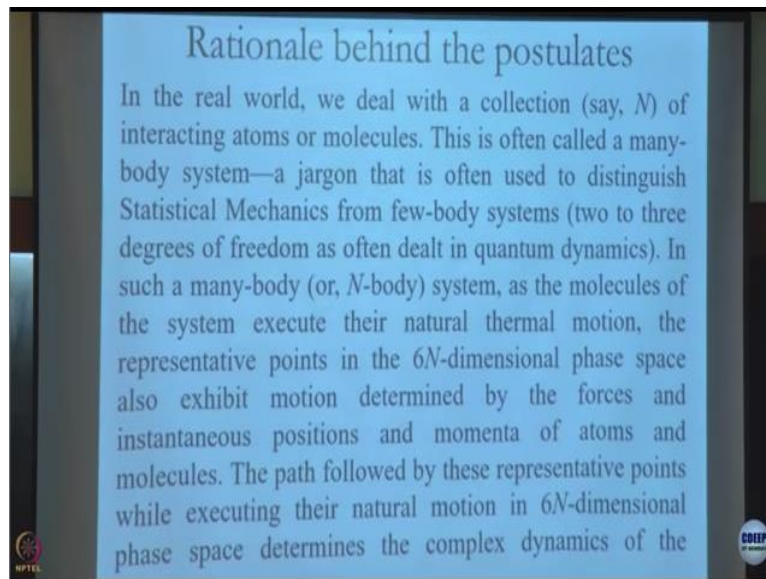 Rationale behind the postulates
In the real world, we deal with a collection (say, N) of
interacting atoms or molecules. This is often called a many-
body system—a jargon that is often used to distinguish
Statistical Mechanics from few-body systems (two to three
degrees of freedom as often dealt in quantum dynamics). In
such a many-body (or, N-body) system, as the molecules of
the system execute their natural thermal motion, the
representative points in the 6N-dimensional phase space
also exhibit motion determined by the forces and
instantaneous positions and momenta of atoms and
molecules. The path followed by these representative points
while executing their natural motion in 6N-dimensional
phase space determines the complex dynamics of the
NPTEL